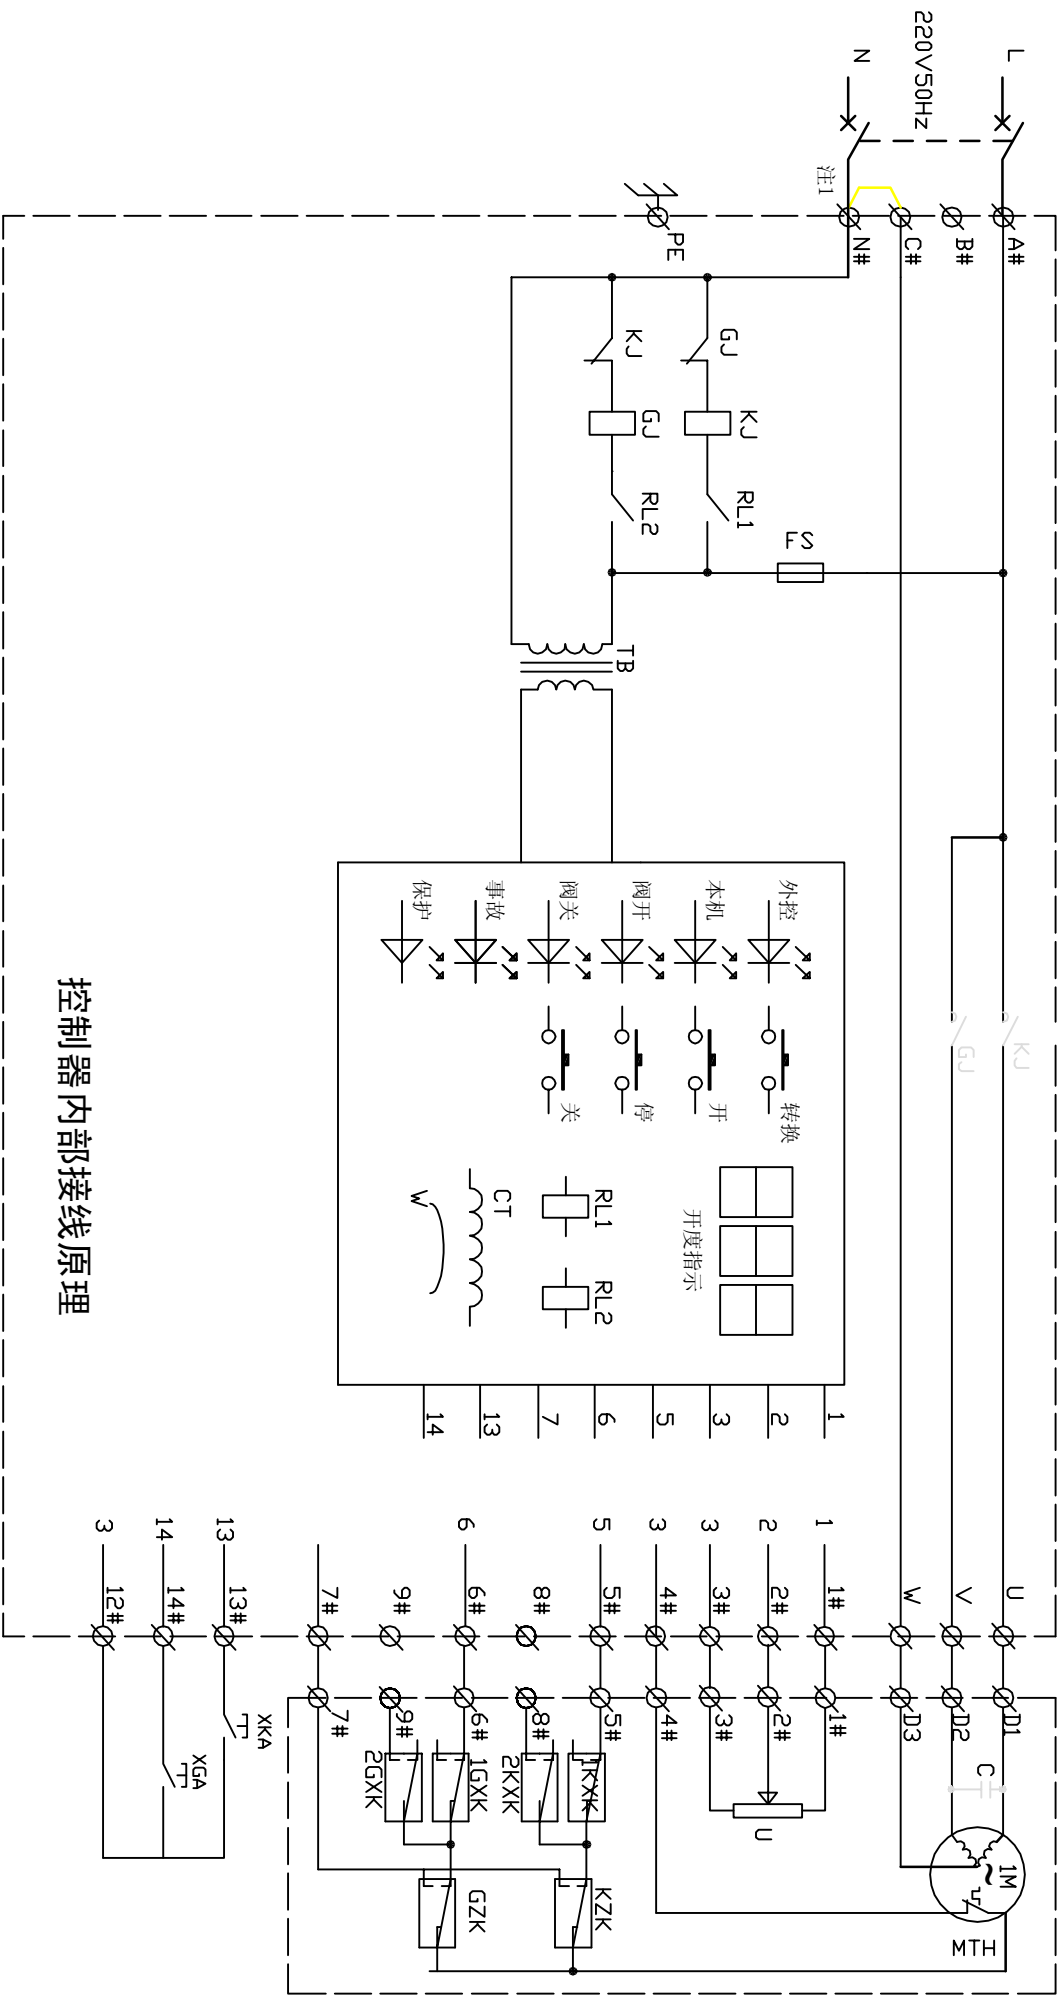 L
220V50Hz
N
注1
A#
B#
C#
N#
PE
GJ
KJ
KJ
GJ
RL1
RL2
FS
TB
KJ
GJ
外控
本机
阀开
阀关
事故
保护
转换
开
停
关
开度指示
RL1
RL2
CT
W
1
2
3
5
6
7
13
14
控制器内部接线原理
1
2
3
3
5
6
13
14
3
U
V
W
1#
2#
3#
4#
5#
8#
6#
9#
7#
13#
14#
12#
D1
D2
D3
1#
2#
3#
4#
5#
8#
6#
9#
7#
XKA
XGA
C
U
1KXK
2KXK
1GXK
2GXK
1M
~
KZK
GZK
MTH